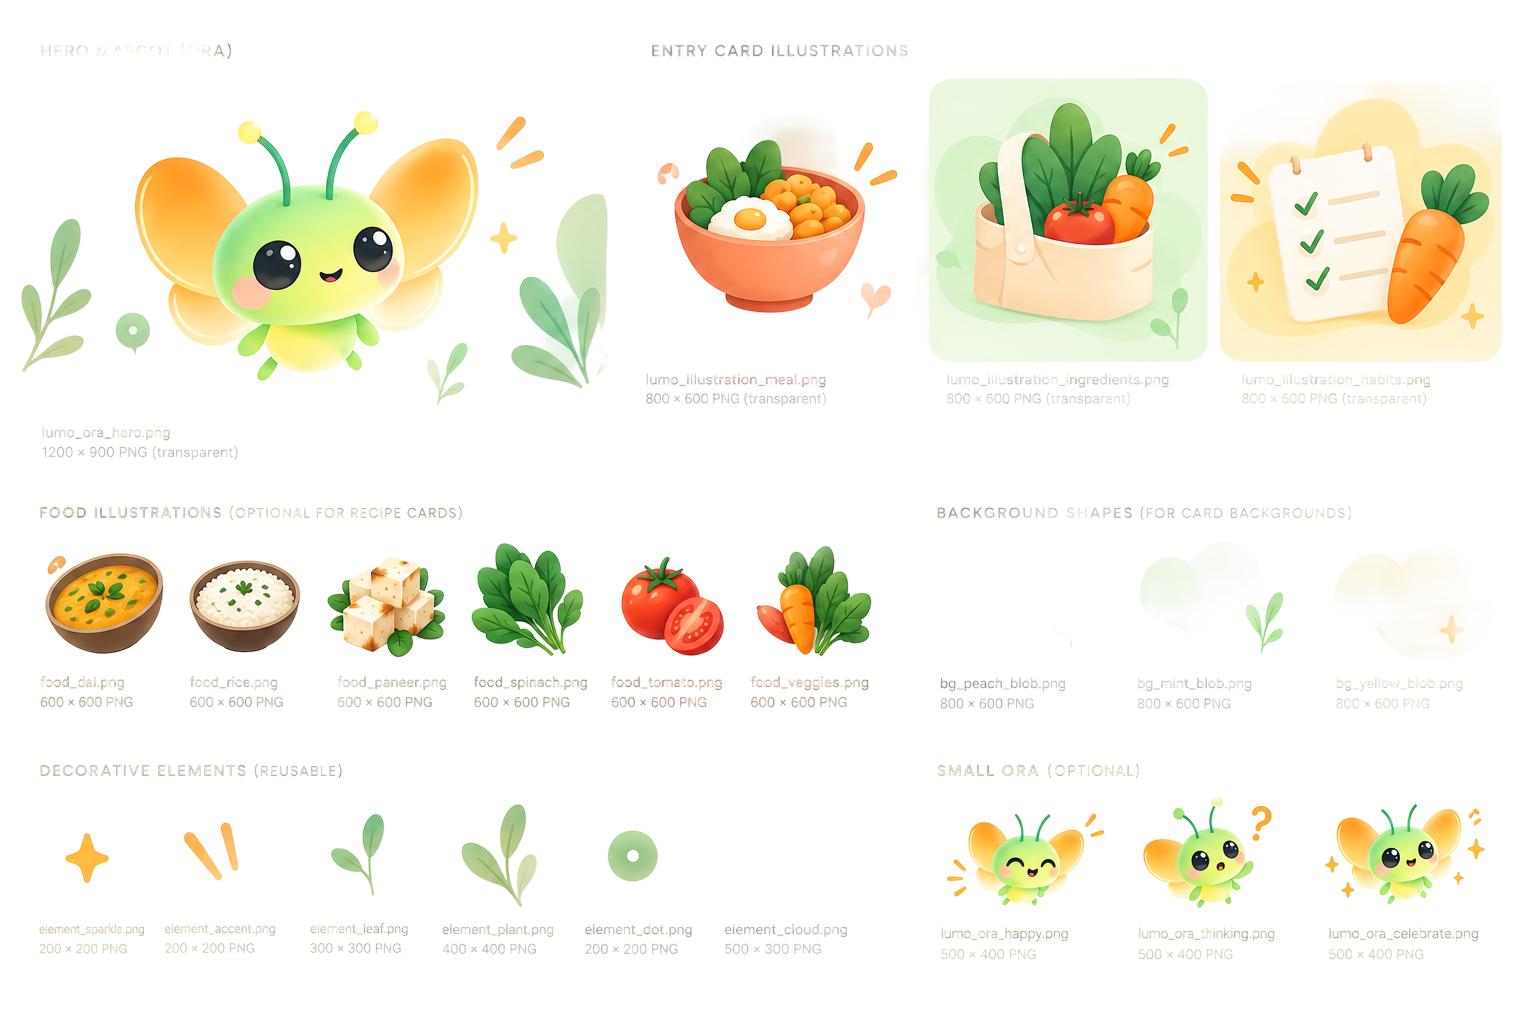 HERO MASCOT (ORA)
lumo_ora_hero.png
1200 × 900 PNG (transparent)
ENTRY CARD ILLUSTRATIONS
lumo_illustration_meal.png
800 × 600 PNG (transparent)
lumo_illustration_ingredients.png
800 × 600 PNG (transparent)
lumo_illustration_habits.png
800 × 600 PNG (transparent)
FOOD ILLUSTRATIONS (OPTIONAL FOR RECIPE CARDS)
food_dal.png
600 × 600 PNG
food_rice.png
600 × 600 PNG
food_paneer.png
600 × 600 PNG
food_spinach.png
600 × 600 PNG
food_tomato.png
600 × 600 PNG
food_veggies.png
600 × 600 PNG
BACKGROUND SHAPES (FOR CARD BACKGROUNDS)
bg_peach_blob.png
800 × 600 PNG
bg_mint_blob.png
800 × 600 PNG
bg_yellow_blob.png
800 × 600 PNG
DECORATIVE ELEMENTS (REUSABLE)
element_sparkle.png
200 × 200 PNG
element_accent.png
200 × 200 PNG
element_leaf.png
300 × 300 PNG
element_plant.png
400 × 400 PNG
element_dot.png
200 × 200 PNG
element_cloud.png
500 × 300 PNG
SMALL ORA (OPTIONAL)
?
lumo_ora_happy.png
500 × 400 PNG
lumo_ora_thinking.png
500 × 400 PNG
lumo_ora_celebrate.png
500 × 400 PNG